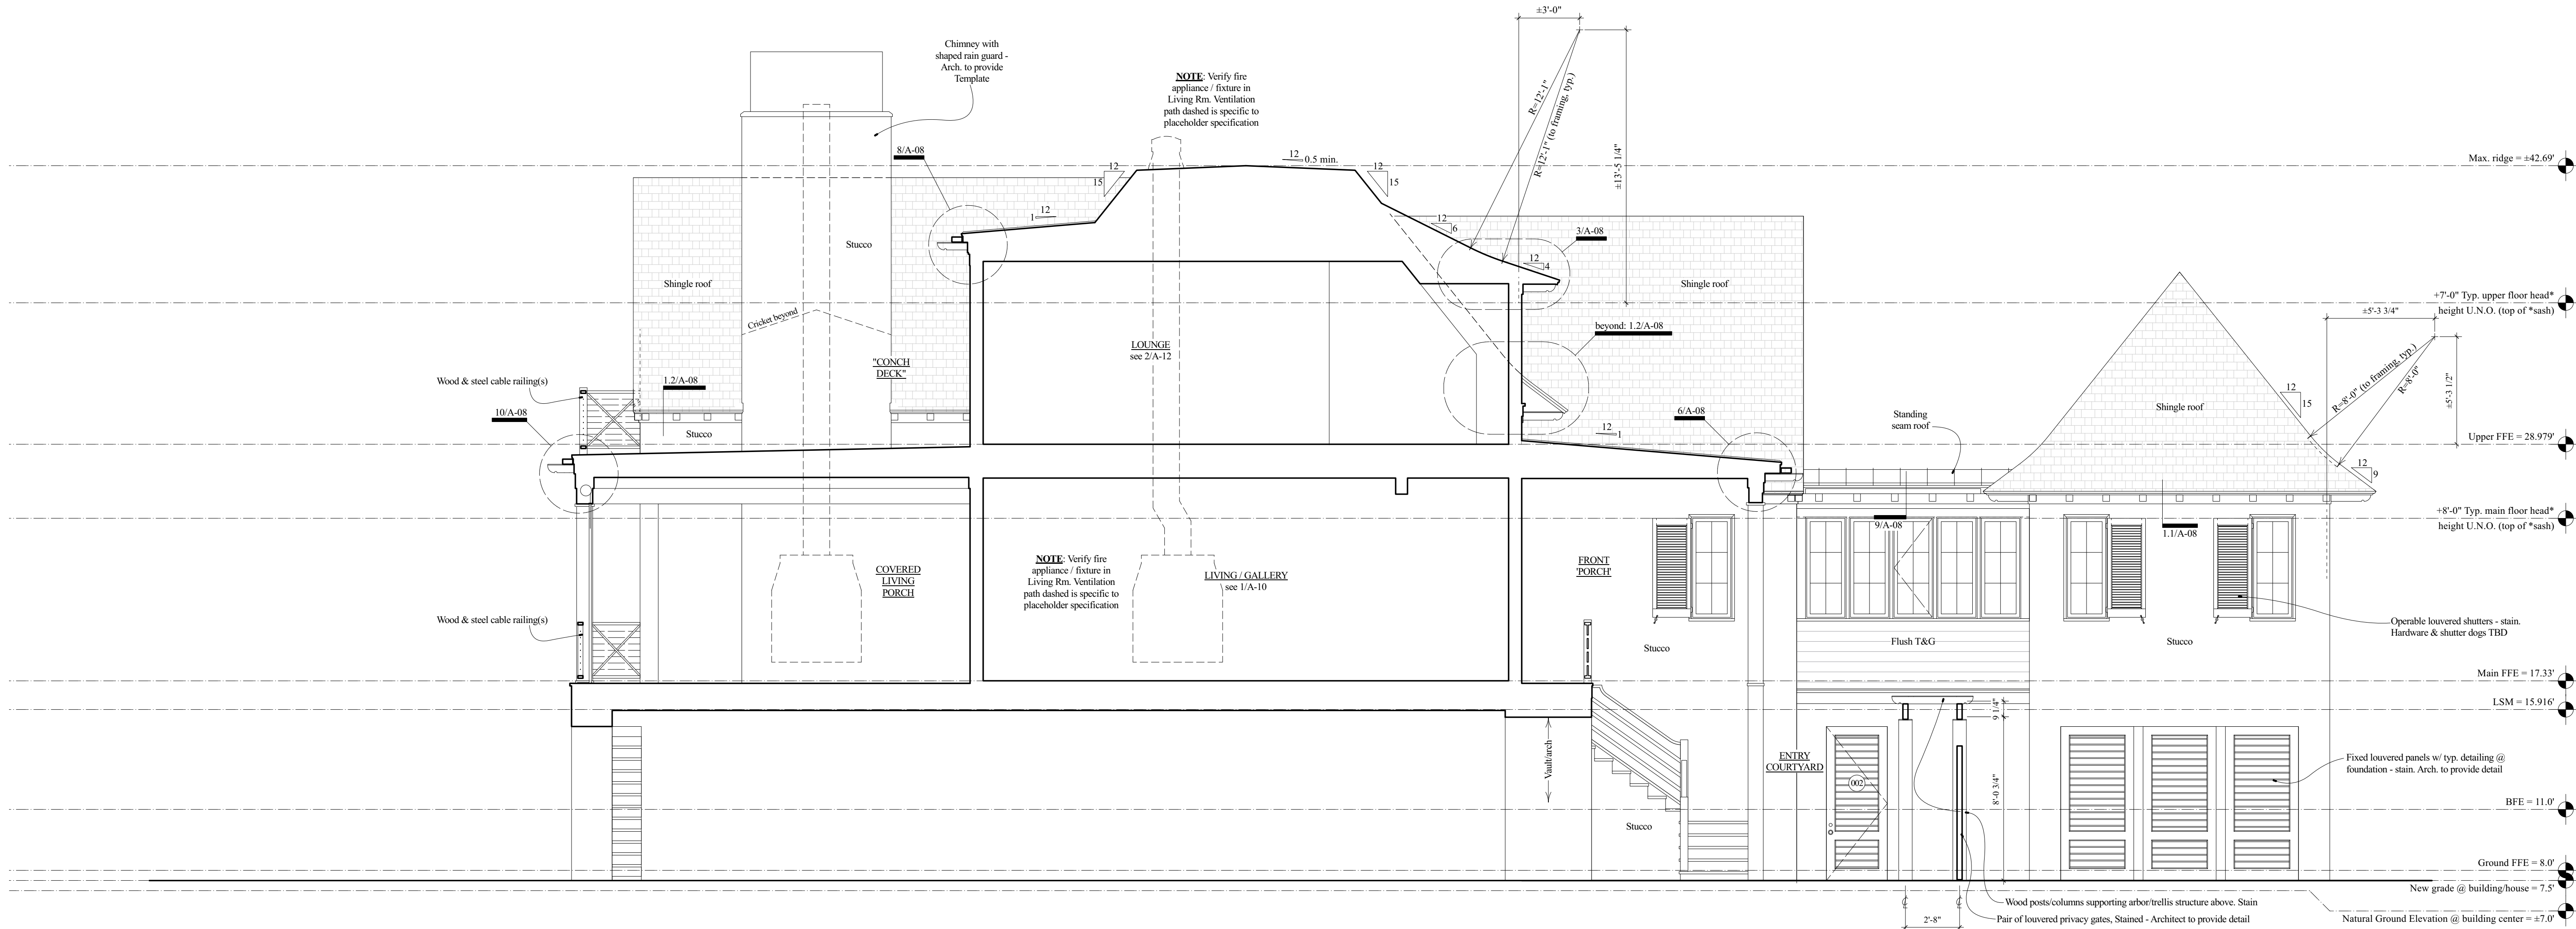 ±3'-0"
Chimney with
shaped rain guard -
Arch. to provide
Template
NOTE: Verify fire
appliance / fixture in
Living Rm. Ventilation
path dashed is specific to
placeholder specification
R=12'-1"
R=12'-1" (to framing, typ.)
±13'-5 1/4"
8/A-08
12
0.5 min.
Max. ridge = ±42.69'
12
15
12
15
12
1
12
6
3/A-08
12
4
Stucco
Shingle roof
Shingle roof
Cricket beyond
+7'-0" Typ. upper floor head*
height U.N.O. (top of *sash)
±5'-3 3/4"
beyond: 1.2/A-08
LOUNGE
see 2/A-12
"CONCH
DECK"
Wood & steel cable railing(s)
1.2/A-08
R=8'-0" (to framing, typ.)
R=8'-0"
±5'-3 1/2"
12
15
10/A-08
6/A-08
Standing
seam roof
Shingle roof
Stucco
12
1
Upper FFE = 28.979'
12
9
+8'-0" Typ. main floor head*
height U.N.O. (top of *sash)
9/A-08
1.1/A-08
NOTE: Verify fire
appliance / fixture in
Living Rm. Ventilation
path dashed is specific to
placeholder specification
COVERED
LIVING
PORCH
LIVING / GALLERY
see 1/A-10
FRONT
'PORCH'
Wood & steel cable railing(s)
Operable louvered shutters - stain.
Hardware & shutter dogs TBD
Stucco
Flush T&G
Stucco
Main FFE = 17.33'
LSM = 15.916'
9 1/4"
Vault/arch
ENTRY
COURTYARD
002
8'-0 3/4"
Fixed louvered panels w/ typ. detailing @
foundation - stain. Arch. to provide detail
BFE = 11.0'
Stucco
Ground FFE = 8.0'
New grade @ building/house = 7.5'
Wood posts/columns supporting arbor/trellis structure above. Stain
Pair of louvered privacy gates, Stained - Architect to provide detail
2'-8"
Natural Ground Elevation @ building center = ±7.0'